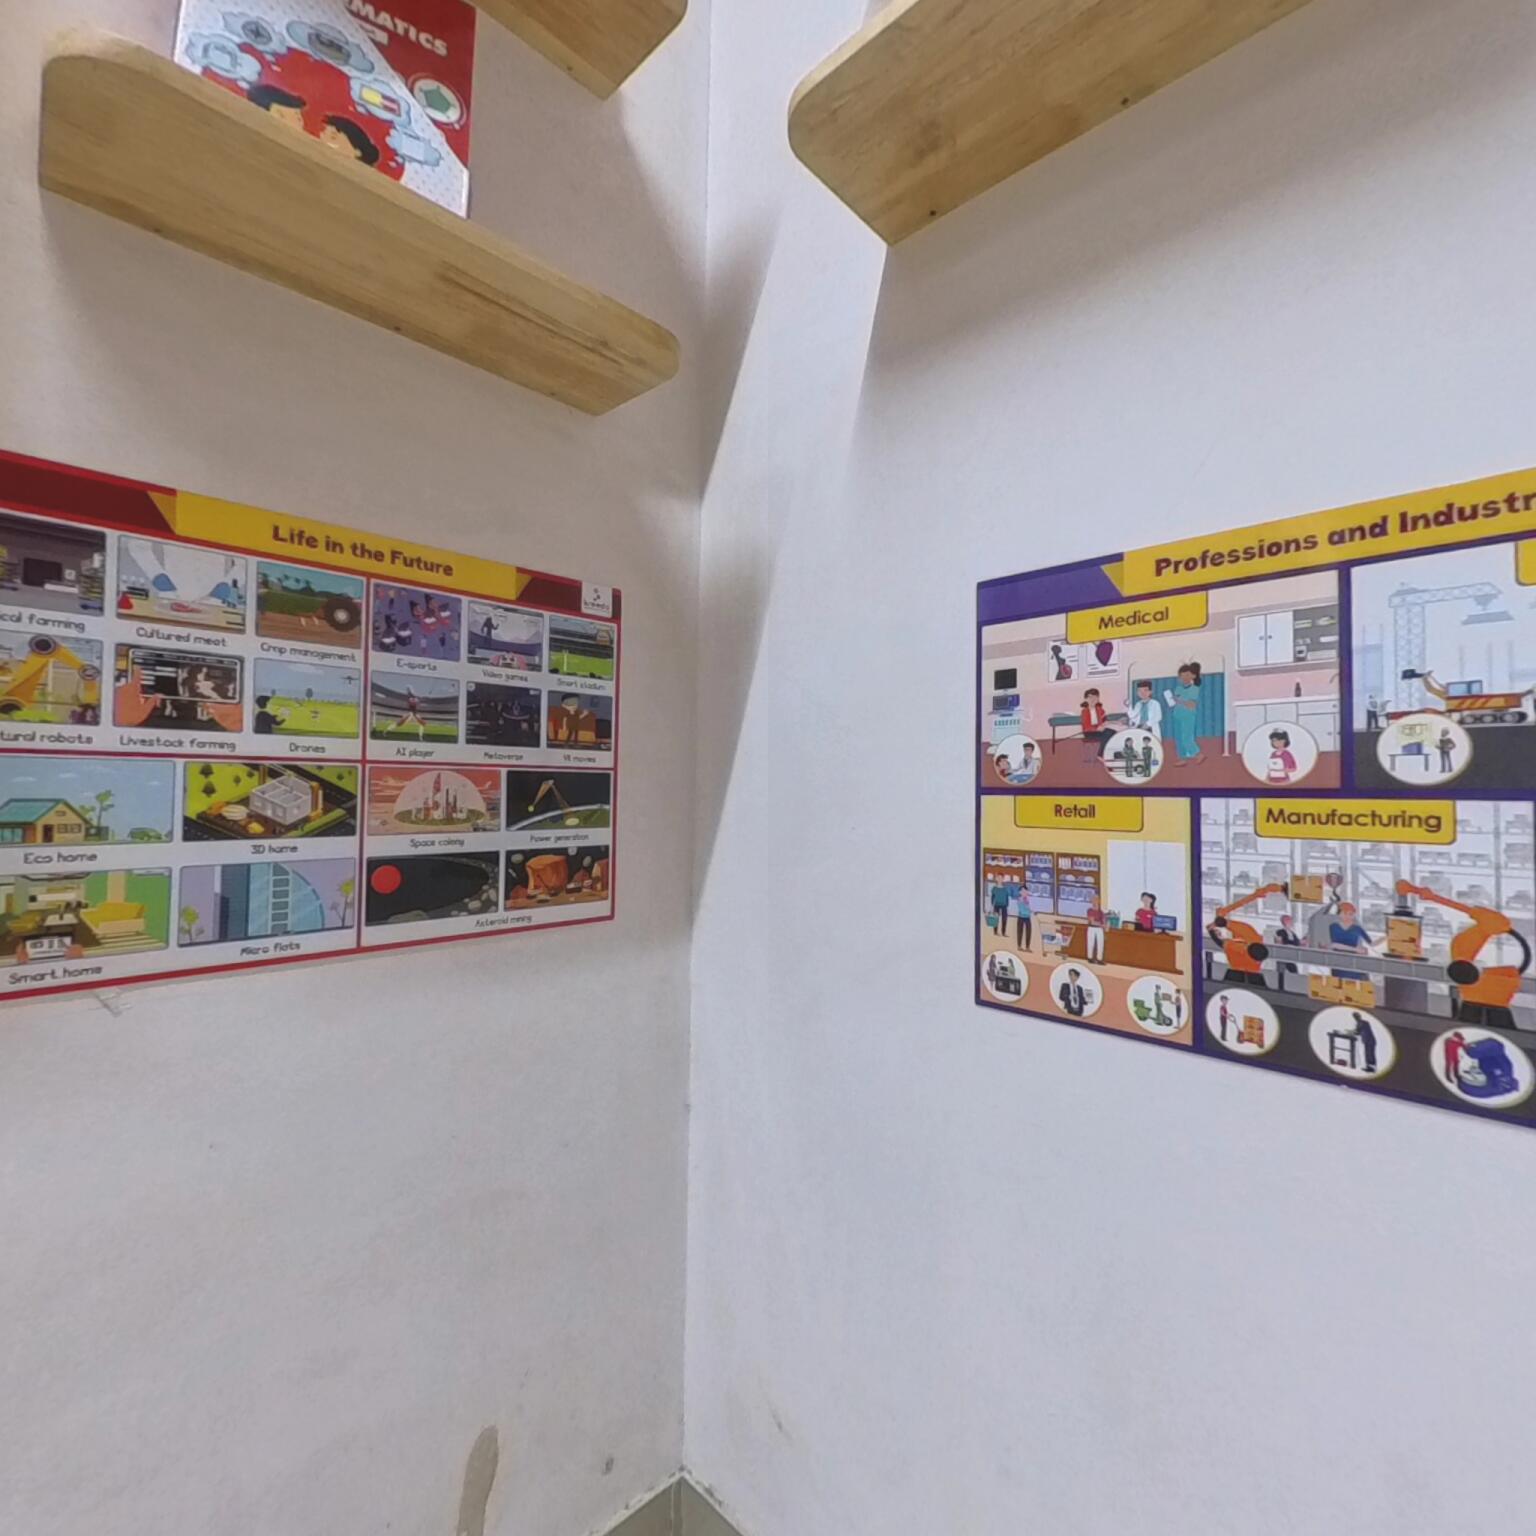 MATICS
Life in the Future
Cultured meat
Crop management
E-sports
Video games
Smart stadium
farming
robots
Livestock farming
Drones
AI player
Metaverse
VR movies
Eco home
3D home
Space colony
Power generation
Smart home
Micro flats
Asteroid mining
Professions and Industr
Medical
Retail
Manufacturing